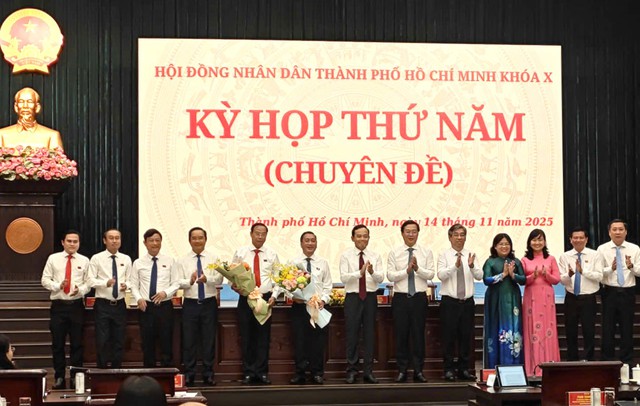 HỘI ĐỒNG NHÂN DÂN THÀNH PHỐ HỒ CHÍ MINH KHÓA X
KỲ HỌP THỨ NĂM
(CHUYÊN ĐỀ)
Thành phố Hồ Chí Minh, ngày 14 tháng 11 năm 2025